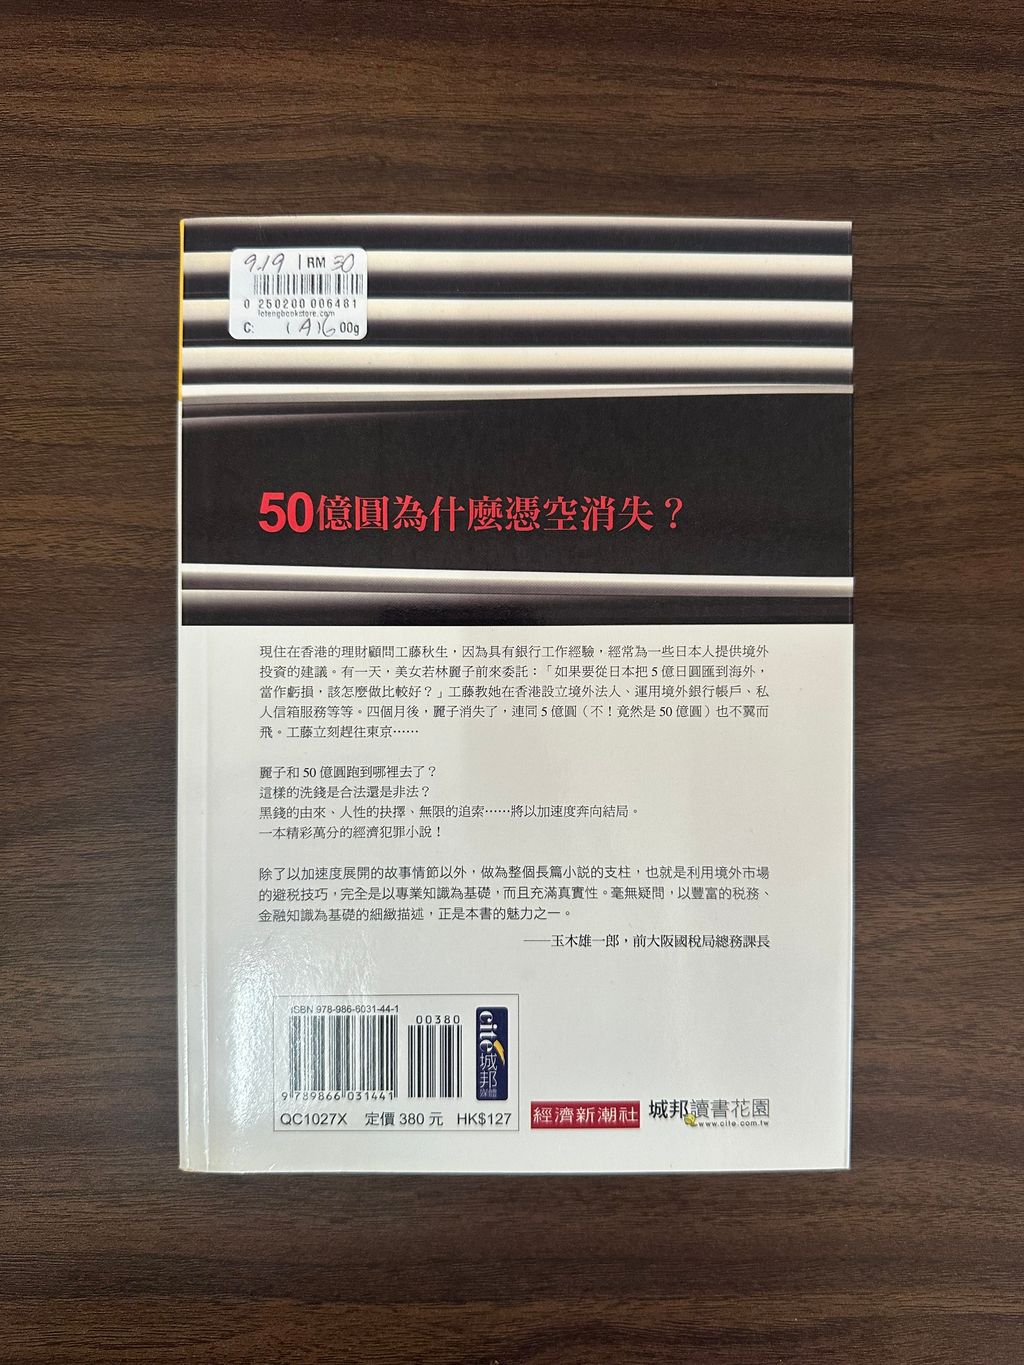 9.19 RM 30
0 250200 006481
lotengbookstore.com
C: (A)6 00g
50億圓為什麼憑空消失？
現住在香港的理財顧問工藤秋生，因為具有銀行工作經驗，經常為一些日本人提供境外
投資的建議。有一天，美女若林麗子前來委託：「如果要從日本把 5 億日圓匯到海外，
當作虧損，該怎麼做比較好？」工藤教她在香港設立境外法人、運用境外銀行帳戶、私
人信箱服務等等。四個月後，麗子消失了，連同 5 億圓（不！竟然是 50 億圓）也不翼而
飛。工藤立刻趕往東京……
麗子和 50 億圓跑到哪裡去了？
這樣的洗錢是合法還是非法？
黑錢的由來、人性的抉擇、無限的追索……將以加速度奔向結局。
一本精彩萬分的經濟犯罪小說！
除了以加速度展開的故事情節以外，做為整個長篇小說的支柱，也就是利用境外市場
的避稅技巧，完全是以專業知識為基礎，而且充滿真實性。毫無疑問，以豐富的稅務、
金融知識為基礎的細緻描述，正是本書的魅力之一。
──玉木雄一郎，前大阪國稅局總務課長
ISBN 978-986-6031-44-1
00380
9 789866 031441
QC1027X 定價 380 元 HK$127
cite城邦
媒體
經濟新潮社
城邦讀書花園
www.cite.com.tw